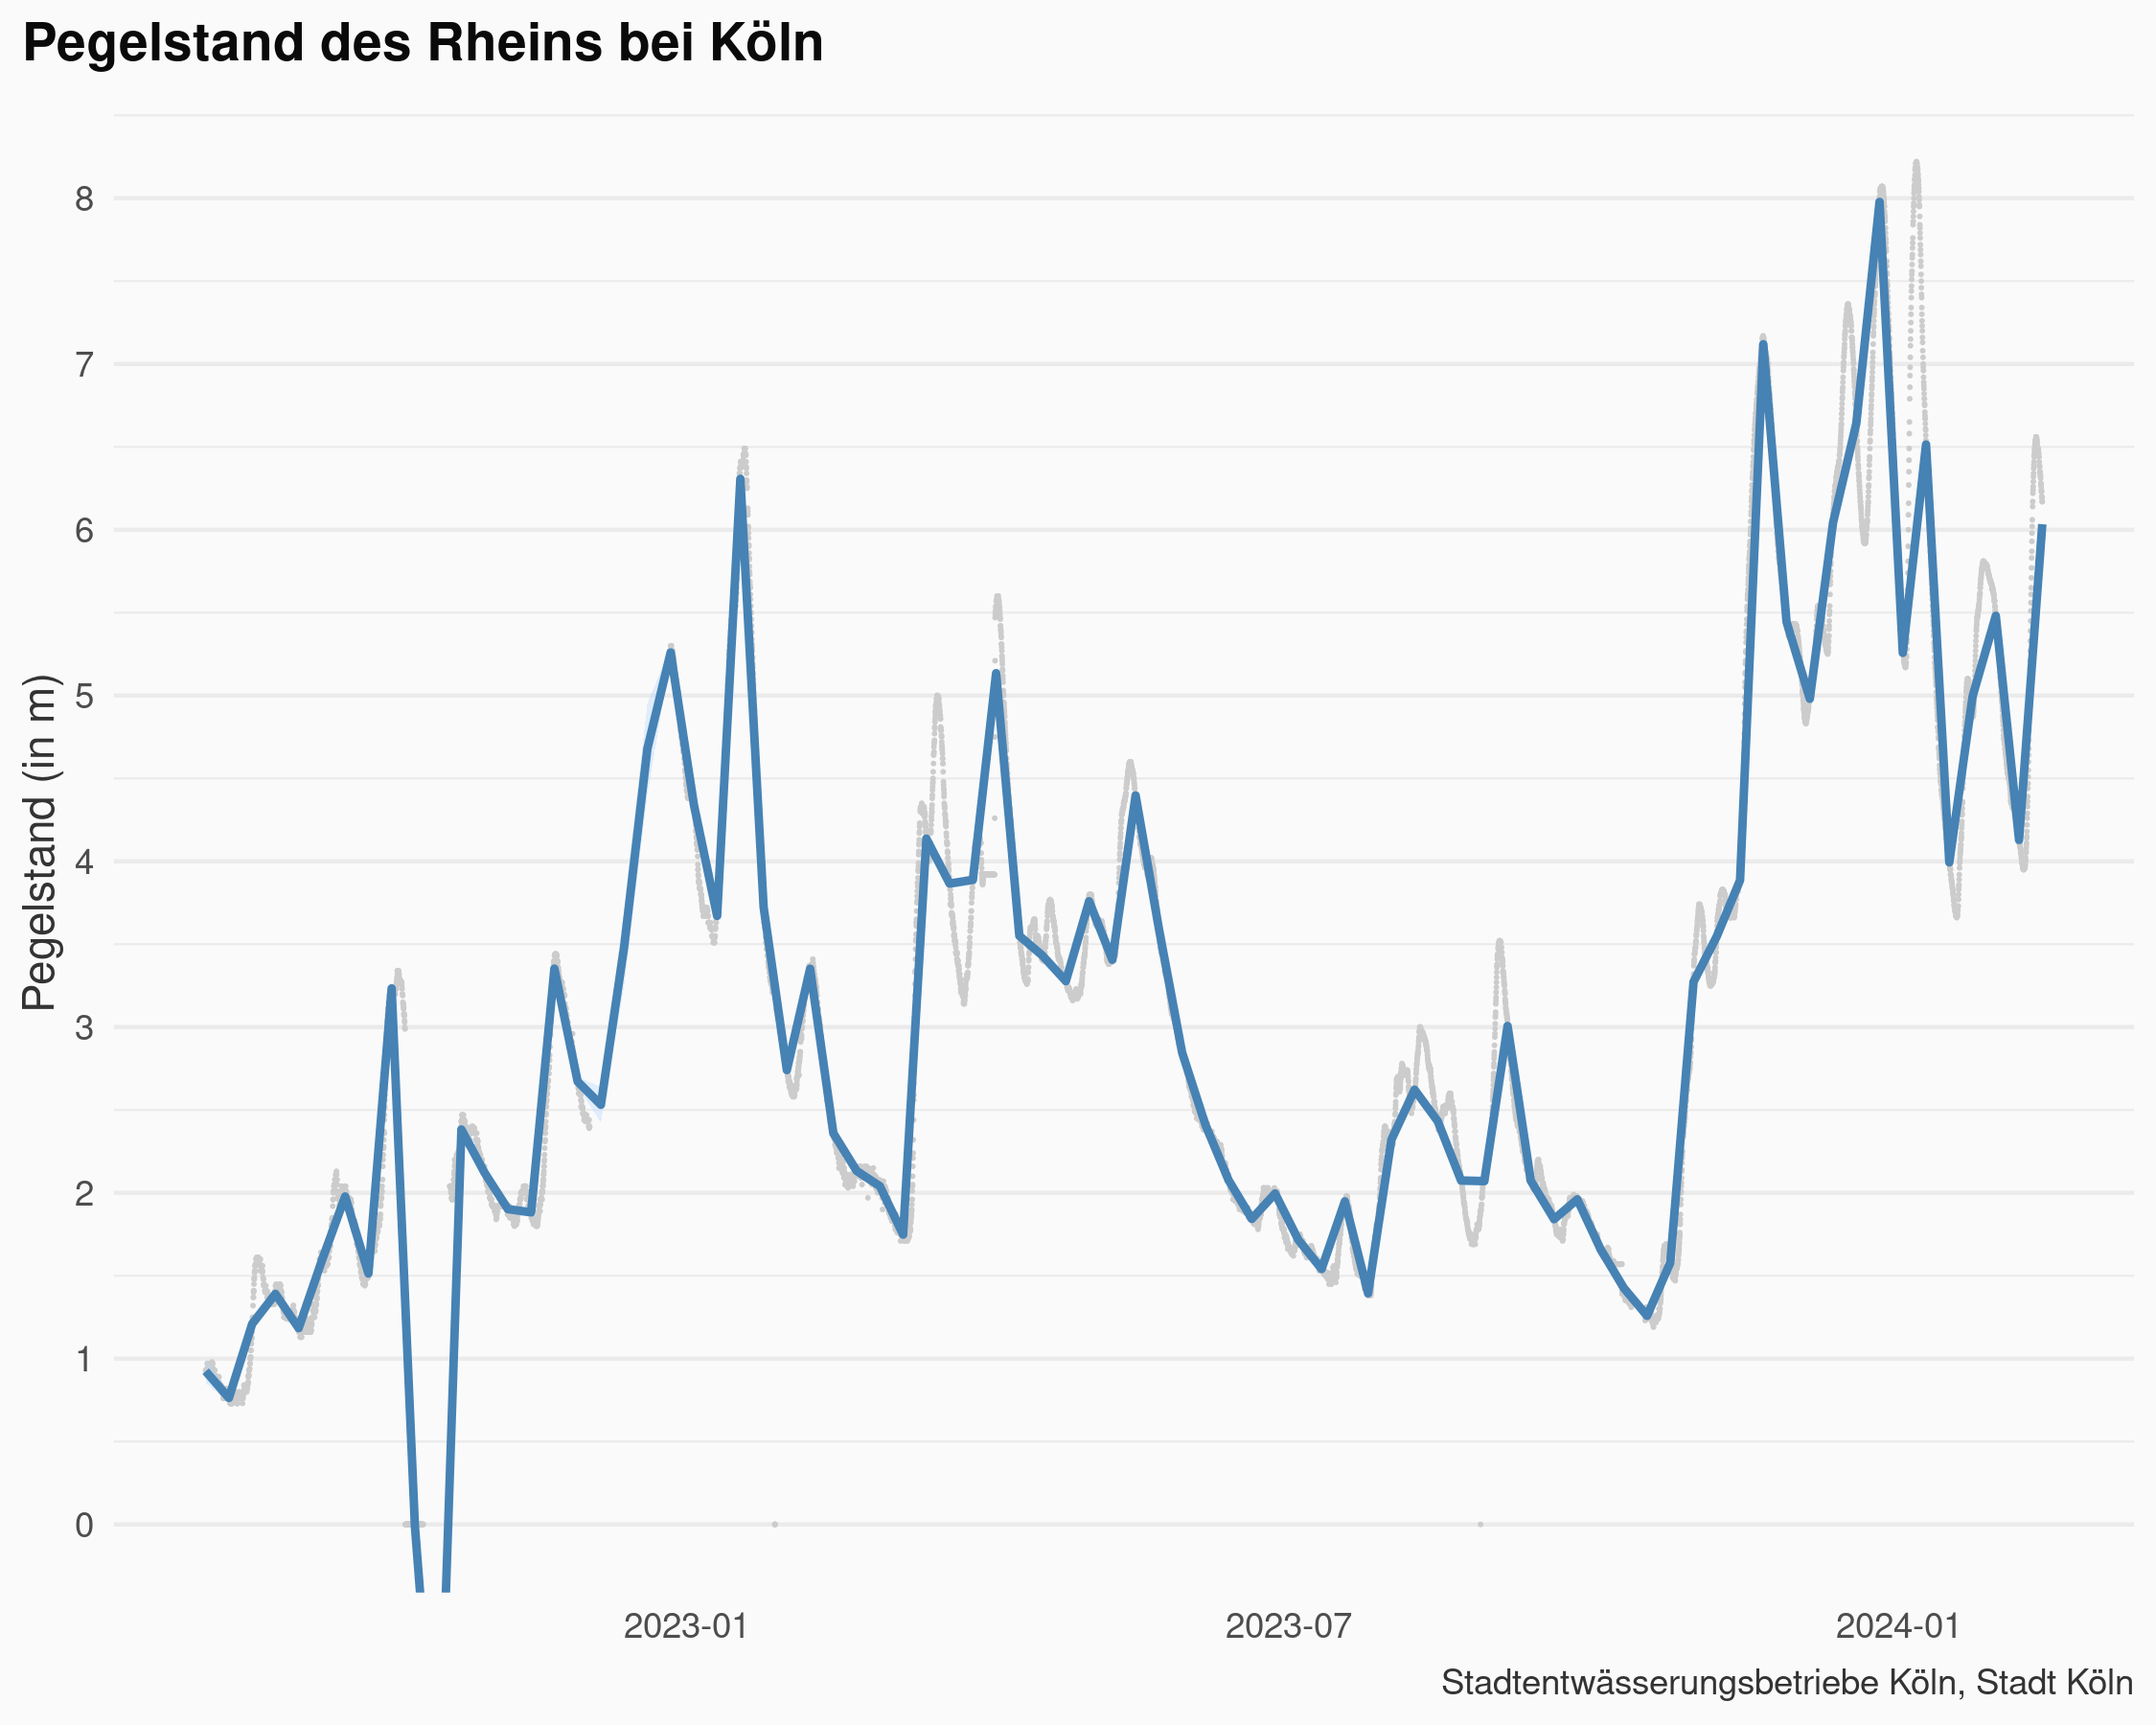 Pegelstand des Rheins bei Köln
Pegelstand (in m)
8
7
6
5
4
3
2
1
0
2023-01 2023-07 2024-01
Stadtentwässerungsbetriebe Köln, Stadt Köln